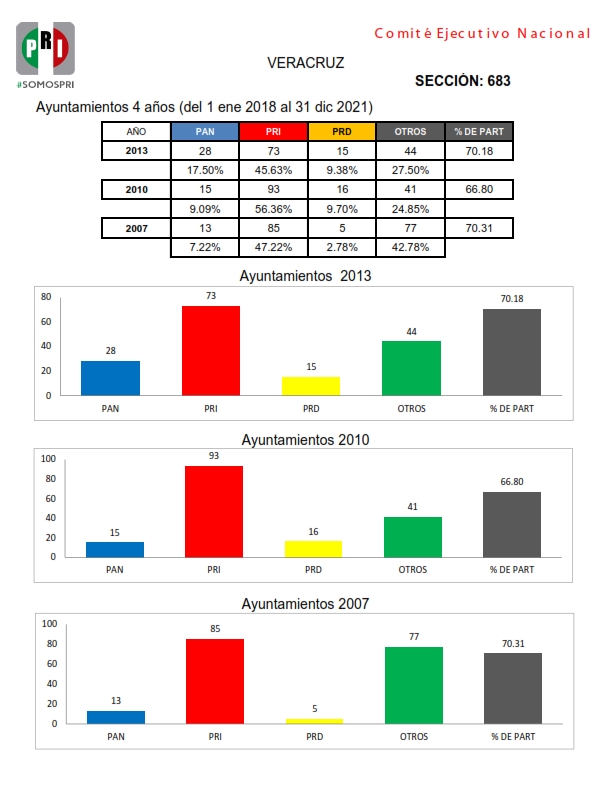 Comité Ejecutivo Nacional
PRI
#SOMOSPRI
VERACRUZ
SECCIÓN: 683
Ayuntamientos 4 años (del 1 ene 2018 al 31 dic 2021)
AÑO PAN PRI PRD OTROS % DE PART
2013 28 73 15 44 70.18
17.50% 45.63% 9.38% 27.50%
2010 15 93 16 41 66.80
9.09% 56.36% 9.70% 24.85%
2007 13 85 5 77 70.31
7.22% 47.22% 2.78% 42.78%
Ayuntamientos 2013
80
60
40
20
0
28 73 15 44 70.18
PAN PRI PRD OTROS % DE PART
Ayuntamientos 2010
100
80
60
40
20
0
15 93 16 41 66.80
PAN PRI PRD OTROS % DE PART
Ayuntamientos 2007
100
80
60
40
20
0
13 85 5 77 70.31
PAN PRI PRD OTROS % DE PART